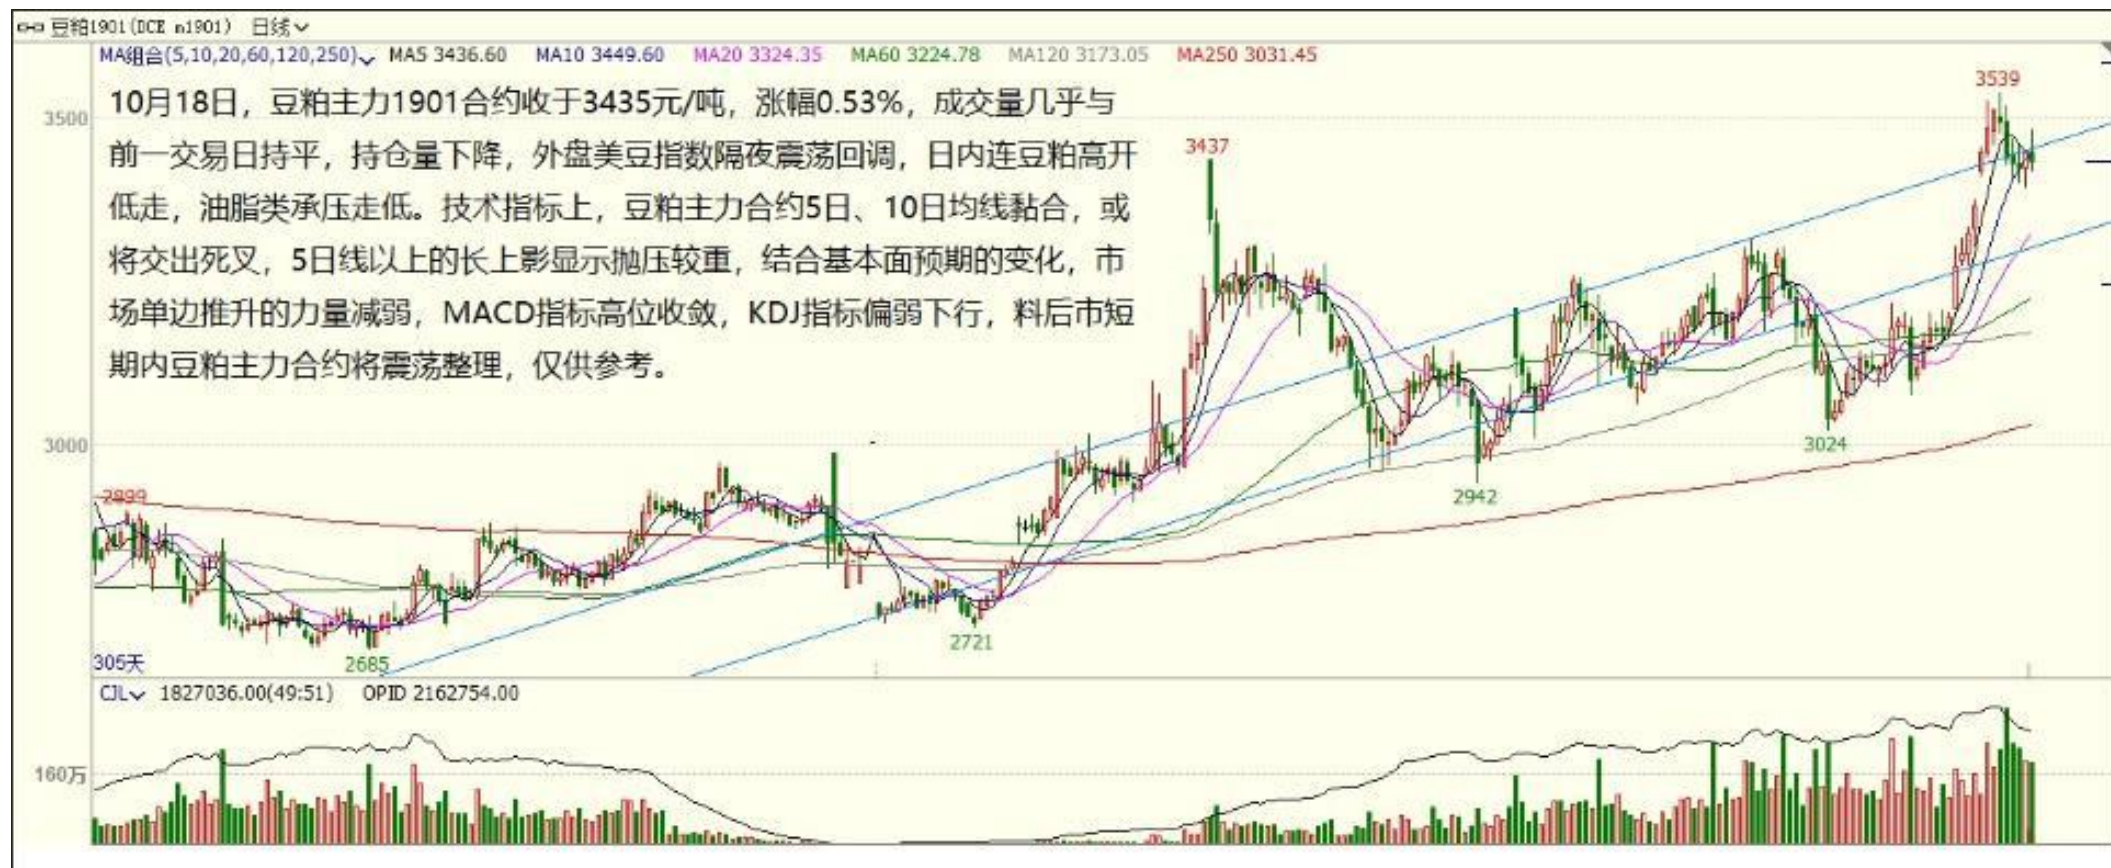 豆粕1901(DCE m1901) 日线
MA组合(5,10,20,60,120,250) MA5 3436.60 MA10 3449.60 MA20 3324.35 MA60 3224.78 MA120 3173.05 MA250 3031.45
3539
10月18日，豆粕主力1901合约收于3435元/吨，涨幅0.53%，成交量几乎与
3500
前一交易日持平，持仓量下降，外盘美豆指数隔夜震荡回调，日内连豆粕高开
3437
低走，油脂类承压走低。技术指标上，豆粕主力合约5日、10日均线黏合，或
将交出死叉，5日线以上的长上影显示抛压较重，结合基本面预期的变化，市
场单边推升的力量减弱，MACD指标高位收敛，KDJ指标偏弱下行，料后市短
期内豆粕主力合约将震荡整理，仅供参考。
3000
3024
2899
2942
2721
305天
2685
CJL 1827036.00(49:51) OPID 2162754.00
160万